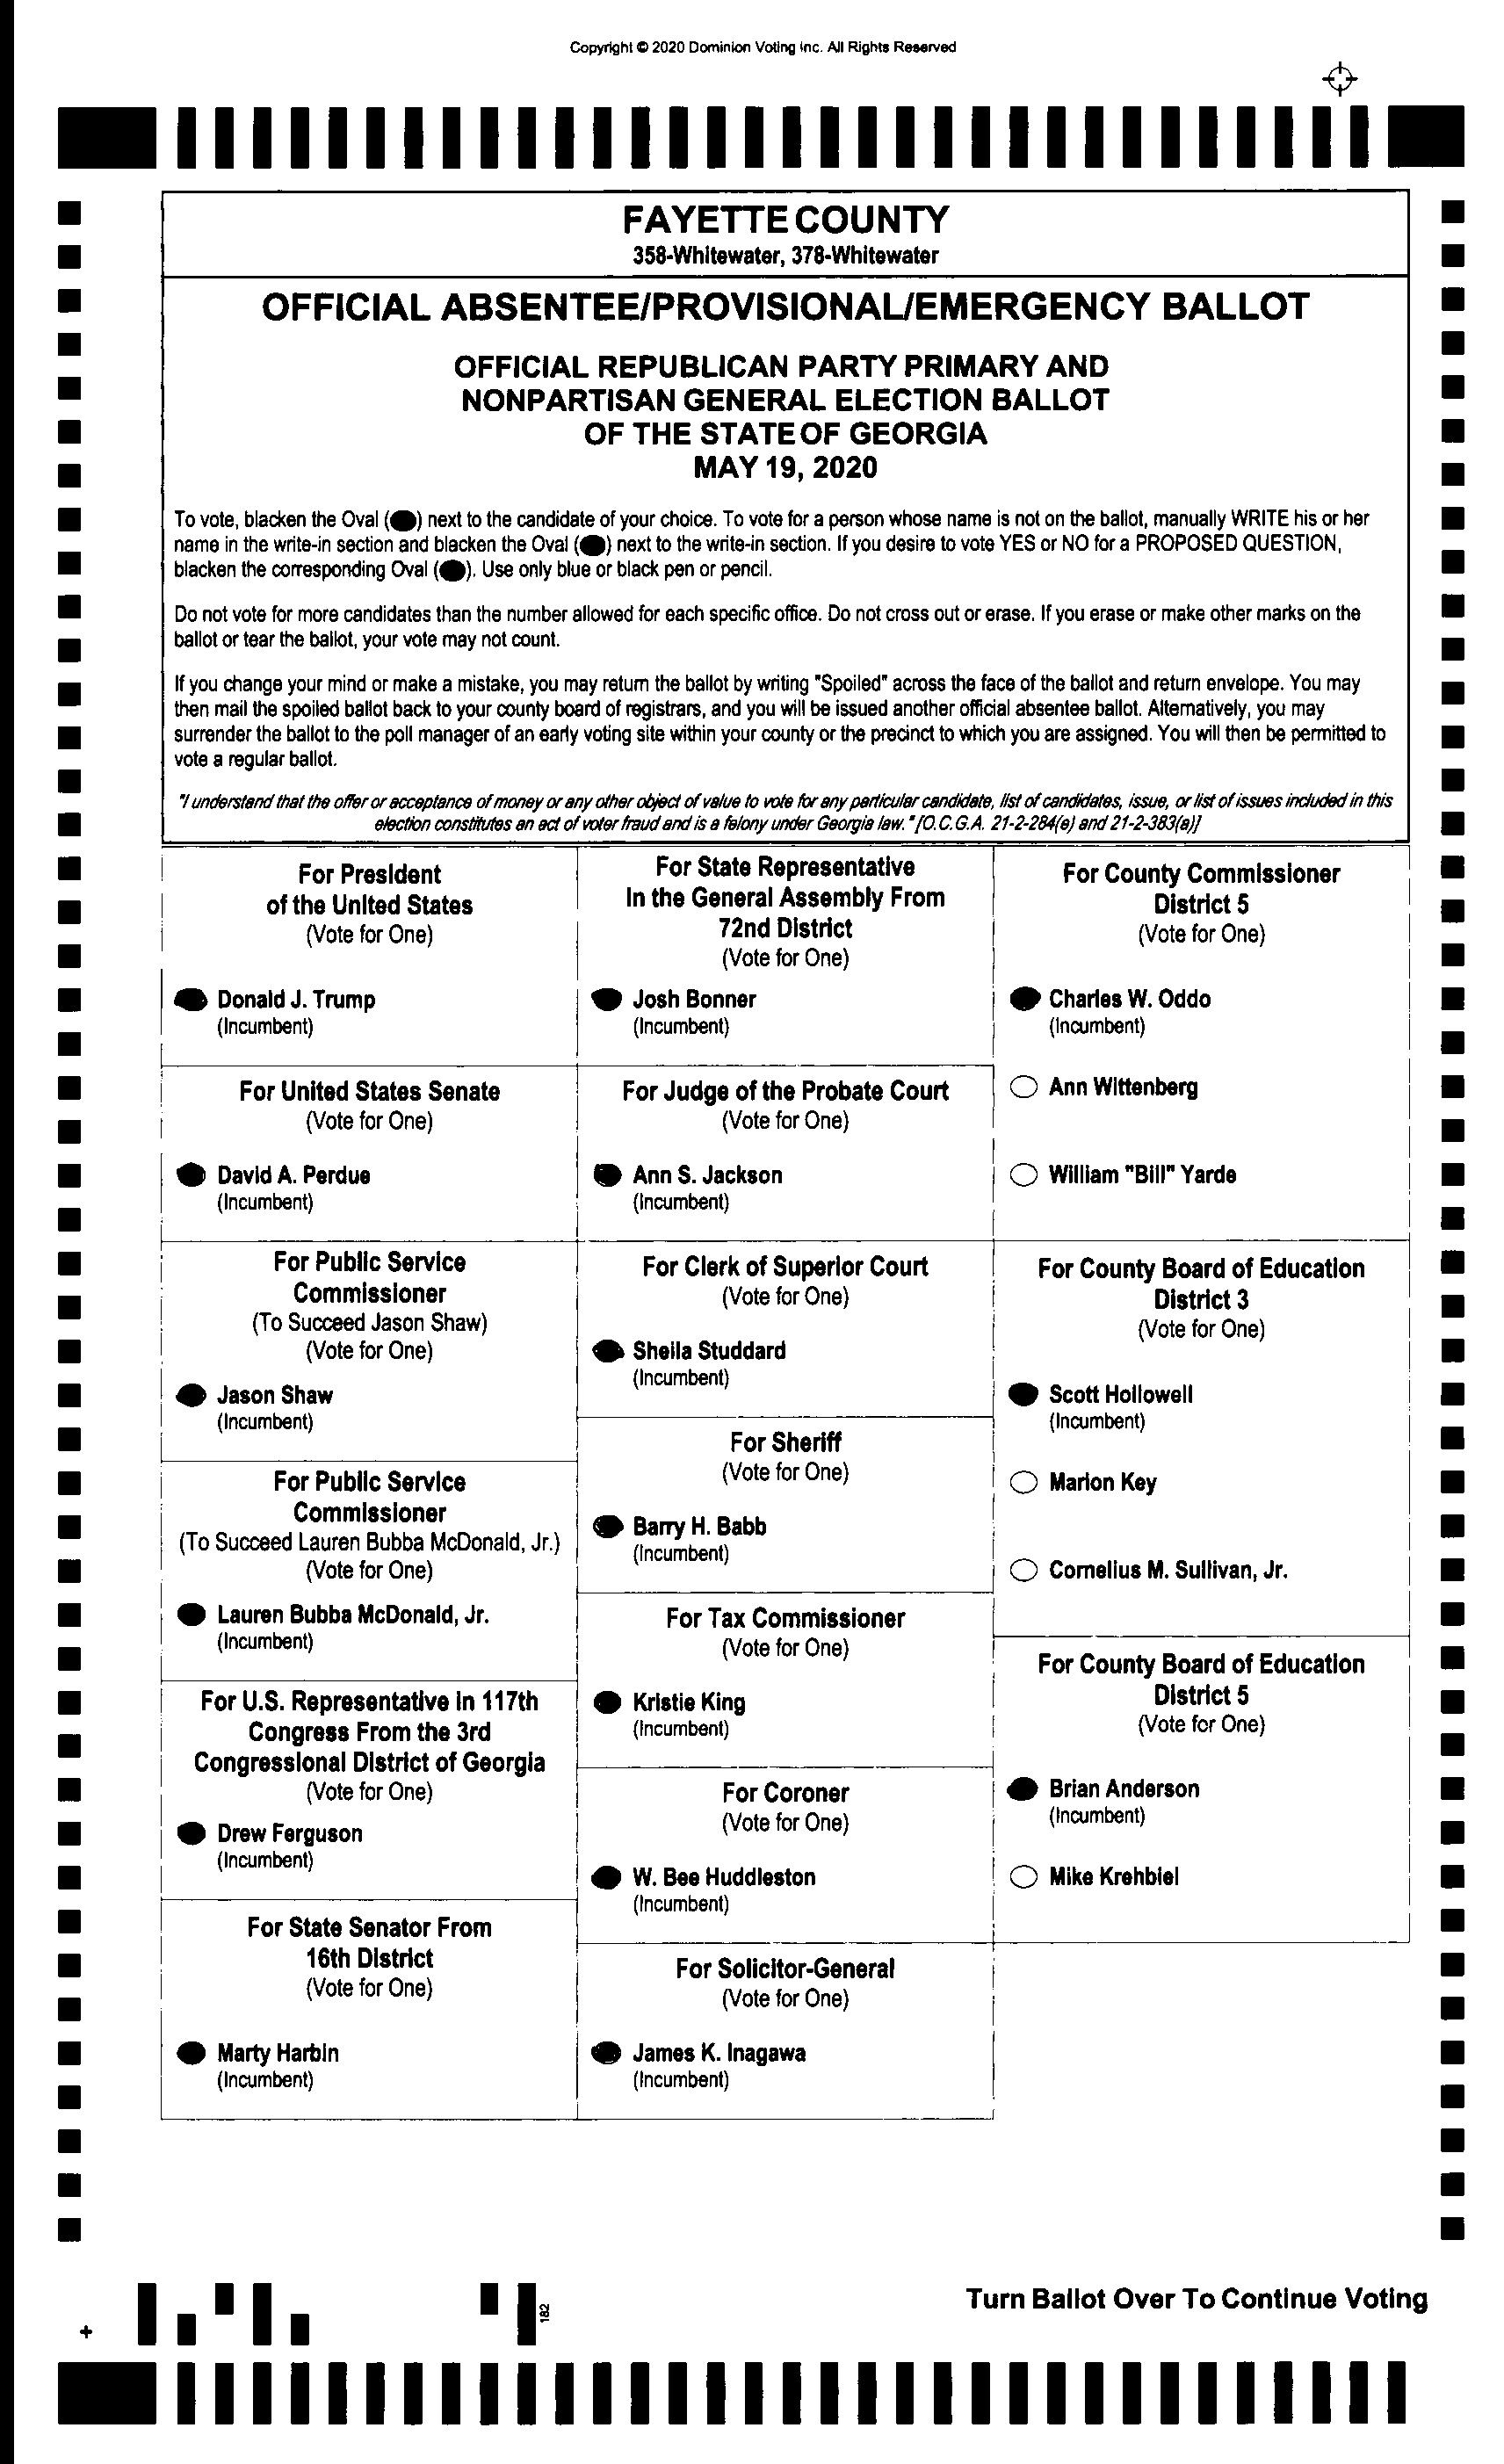 Copyright © 2020 Dominion Voting Inc. All Rights Reserved
FAYETTE COUNTY
358-Whitewater, 378-Whitewater
OFFICIAL ABSENTEE/PROVISIONAL/EMERGENCY BALLOT
OFFICIAL REPUBLICAN PARTY PRIMARY AND
NONPARTISAN GENERAL ELECTION BALLOT
OF THE STATE OF GEORGIA
MAY 19, 2020
To vote, blacken the Oval (⬬) next to the candidate of your choice. To vote for a person whose name is not on the ballot, manually WRITE his or her
name in the write-in section and blacken the Oval (⬬) next to the write-in section. If you desire to vote YES or NO for a PROPOSED QUESTION,
blacken the corresponding Oval (⬬). Use only blue or black pen or pencil.
Do not vote for more candidates than the number allowed for each specific office. Do not cross out or erase. If you erase or make other marks on the
ballot or tear the ballot, your vote may not count.
If you change your mind or make a mistake, you may return the ballot by writing "Spoiled" across the face of the ballot and return envelope. You may
then mail the spoiled ballot back to your county board of registrars, and you will be issued another official absentee ballot. Alternatively, you may
surrender the ballot to the poll manager of an early voting site within your county or the precinct to which you are assigned. You will then be permitted to
vote a regular ballot.
"I understand that the offer or acceptance of money or any other object of value to vote for any particular candidate, list of candidates, issue, or list of issues included in this
election constitutes an act of voter fraud and is a felony under Georgia law." [O.C.G.A. 21-2-284(e) and 21-2-383(a)]
For President
of the United States
(Vote for One)
Donald J. Trump
(Incumbent)
For United States Senate
(Vote for One)
David A. Perdue
(Incumbent)
For Public Service
Commissioner
(To Succeed Jason Shaw)
(Vote for One)
Jason Shaw
(Incumbent)
For Public Service
Commissioner
(To Succeed Lauren Bubba McDonald, Jr.)
(Vote for One)
Lauren Bubba McDonald, Jr.
(Incumbent)
For U.S. Representative in 117th
Congress From the 3rd
Congressional District of Georgia
(Vote for One)
Drew Ferguson
(Incumbent)
For State Senator From
16th District
(Vote for One)
Marty Harbin
(Incumbent)
For State Representative
In the General Assembly From
72nd District
(Vote for One)
Josh Bonner
(Incumbent)
For Judge of the Probate Court
(Vote for One)
Ann S. Jackson
(Incumbent)
For Clerk of Superior Court
(Vote for One)
Sheila Studdard
(Incumbent)
For Sheriff
(Vote for One)
Barry H. Babb
(Incumbent)
For Tax Commissioner
(Vote for One)
Kristie King
(Incumbent)
For Coroner
(Vote for One)
W. Bee Huddleston
(Incumbent)
For Solicitor-General
(Vote for One)
James K. Inagawa
(Incumbent)
For County Commissioner
District 5
(Vote for One)
Charles W. Oddo
(Incumbent)
Ann Wittenberg
William "Bill" Yarde
For County Board of Education
District 3
(Vote for One)
Scott Hollowell
(Incumbent)
Marion Key
Cornelius M. Sullivan, Jr.
For County Board of Education
District 5
(Vote for One)
Brian Anderson
(Incumbent)
Mike Krehbiel
Turn Ballot Over To Continue Voting
182